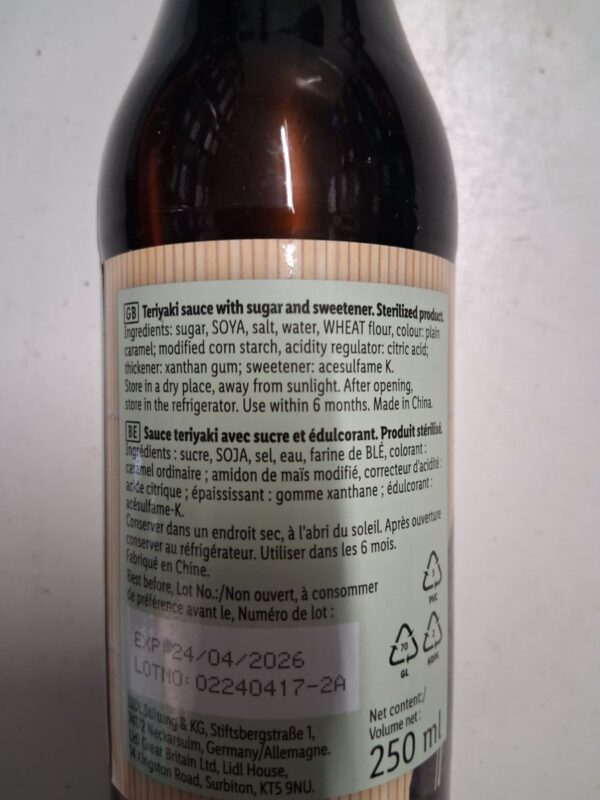 GB Teriyaki sauce with sugar and sweetener. Sterilized product.
Ingredients: sugar, SOYA, salt, water, WHEAT flour, colour: plain
caramel; modified corn starch, acidity regulator: citric acid;
thickener: xanthan gum; sweetener: acesulfame K.
Store in a dry place, away from sunlight. After opening,
store in the refrigerator. Use within 6 months. Made in China.
BE Sauce teriyaki avec sucre et édulcorant. Produit stérilisé.
Ingrédients : sucre, SOJA, sel, eau, farine de BLÉ, colorant :
caramel ordinaire ; amidon de maïs modifié, correcteur d'acidité :
acide citrique ; épaississant : gomme xanthane ; édulcorant :
acésulfame-K.
Conserver dans un endroit sec, à l'abri du soleil. Après ouverture
conserver au réfrigérateur. Utiliser dans les 6 mois.
Fabriqué en Chine.
Best before, Lot No.:/Non ouvert, à consommer
de préférence avant le, Numéro de lot :
EXP: 24/04/2026
LOTNO: 02240417-2A
Lidl Stiftung & KG, Stiftsbergstraße 1,
Neckarsulm, Germany/Allemagne.
Lidl Great Britain Ltd, Lidl House,
14 Kingston Road, Surbiton, KT5 9NU.
PVC
70
GL
HDPE
Net content:/
Volume net :
250 ml